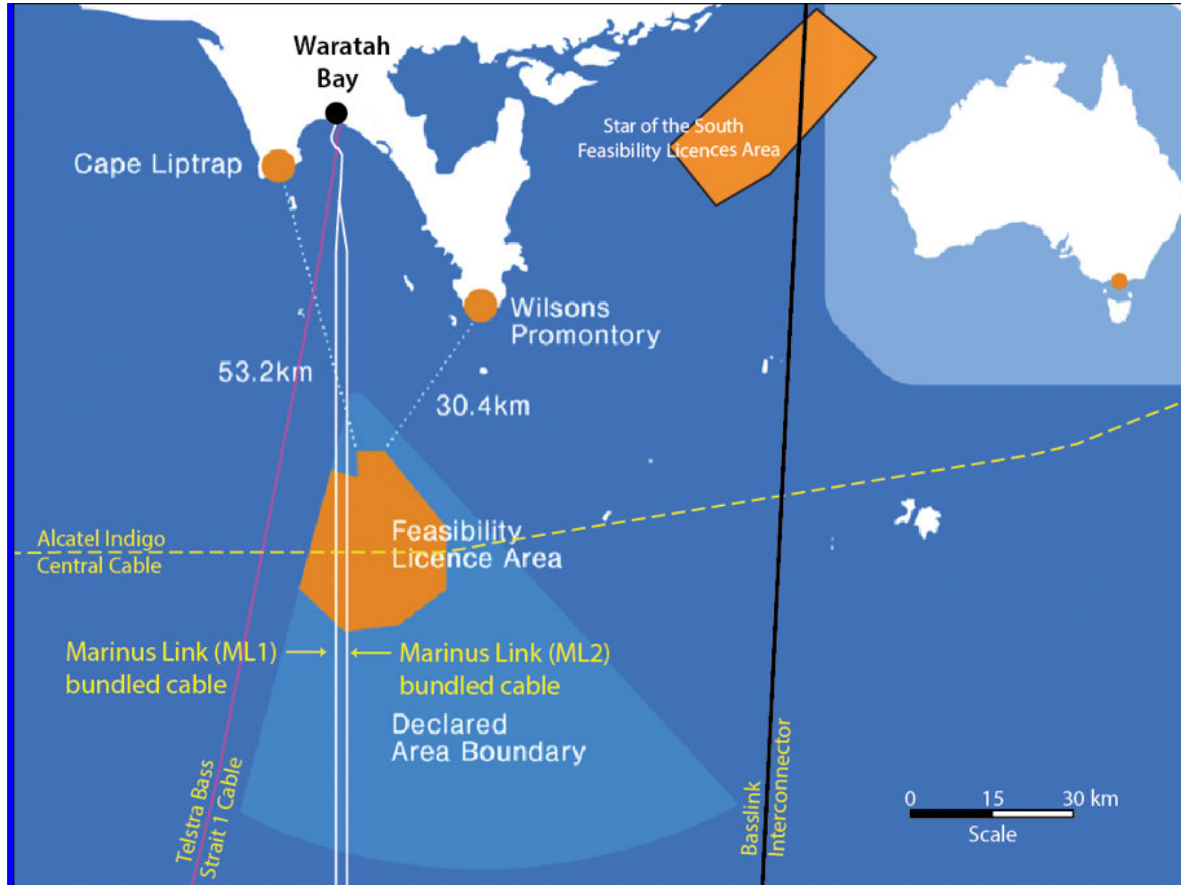 Waratah
Bay
Cape Liptrap
Star of the South
Feasibility Licences Area
Wilsons
Promontory
53.2km
30.4km
Alcatel Indigo
Central Cable
Feasibility
Licence Area
Marinus Link (ML1)
bundled cable
Marinus Link (ML2)
bundled cable
Declared
Area Boundary
Telstra Bass
Strait 1 Cable
Basslink
Interconnector
0 15 30 km
Scale